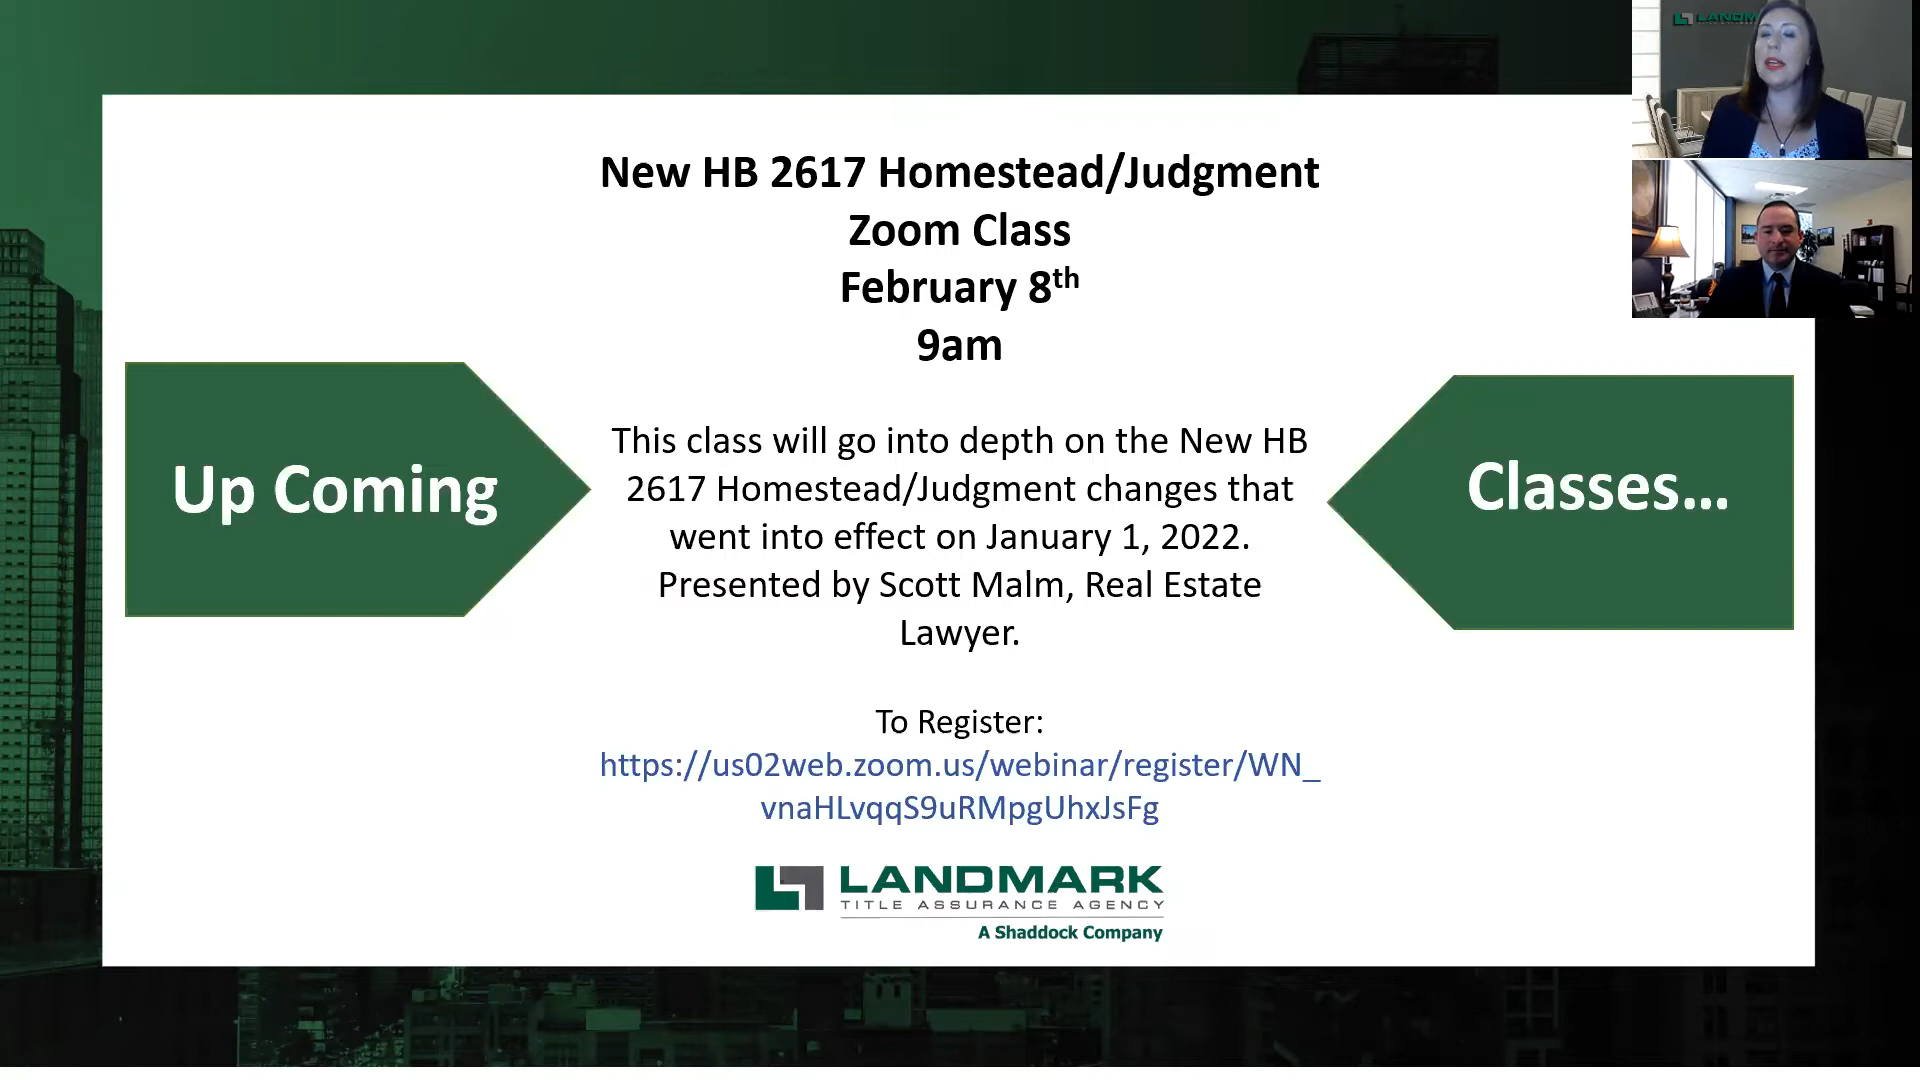 LANDM
New HB 2617 Homestead/Judgment
Zoom Class
February 8th
9am
Up Coming
Classes...
This class will go into depth on the New HB
2617 Homestead/Judgment changes that
went into effect on January 1, 2022.
Presented by Scott Malm, Real Estate
Lawyer.
To Register:
https://us02web.zoom.us/webinar/register/WN_
vnaHLvqqS9uRMpgUhxJsFg
LANDMARK
TITLE ASSURANCE AGENCY
A Shaddock Company